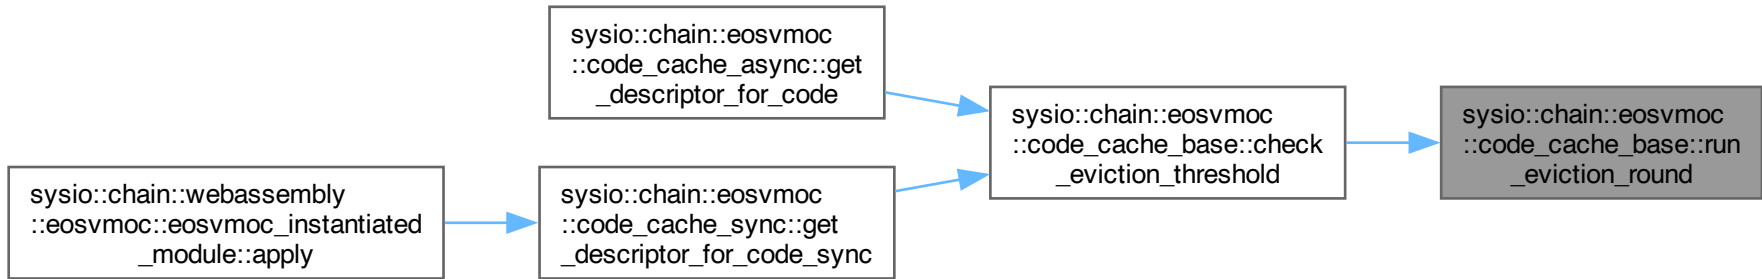 sysio::chain::eosvmoc
::code_cache_async::get
_descriptor_for_code
sysio::chain::eosvmoc
::code_cache_base::check
_eviction_threshold
sysio::chain::eosvmoc
::code_cache_base::run
_eviction_round
sysio::chain::webassembly
::eosvmoc::eosvmoc_instantiated
_module::apply
sysio::chain::eosvmoc
::code_cache_sync::get
_descriptor_for_code_sync